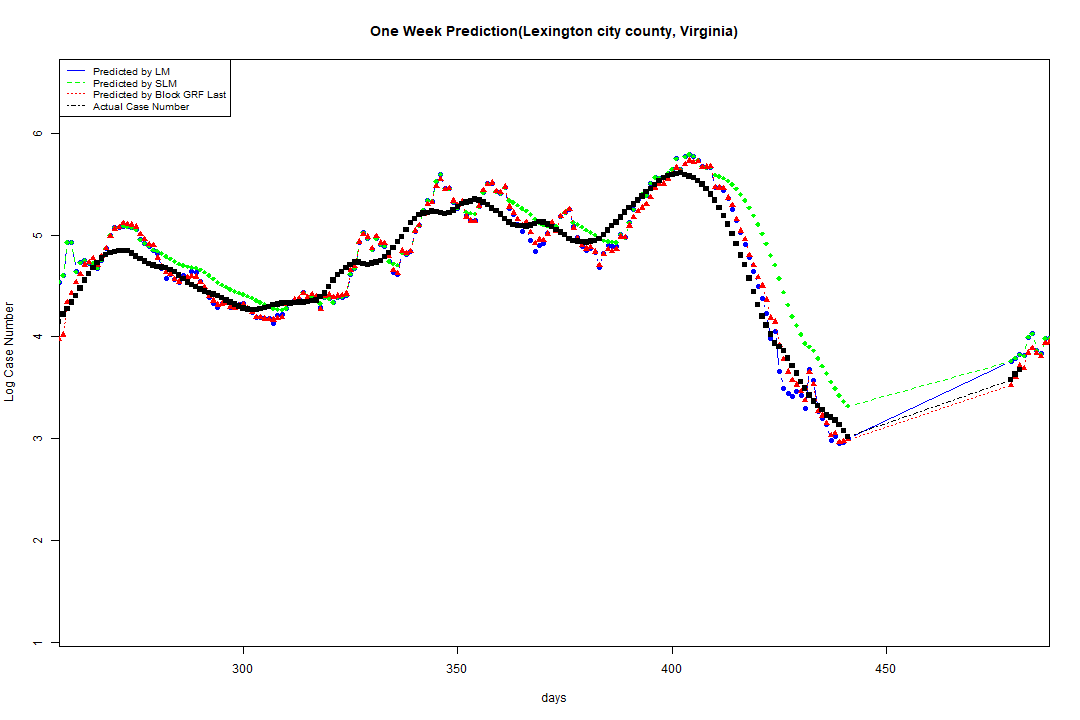 One Week Prediction(Lexington city county, Virginia)
Predicted by LM
Predicted by SLM
Predicted by Block GRF Last
Actual Case Number
6
5
4
3
2
1
Log Case Number
300 350 400 450
days